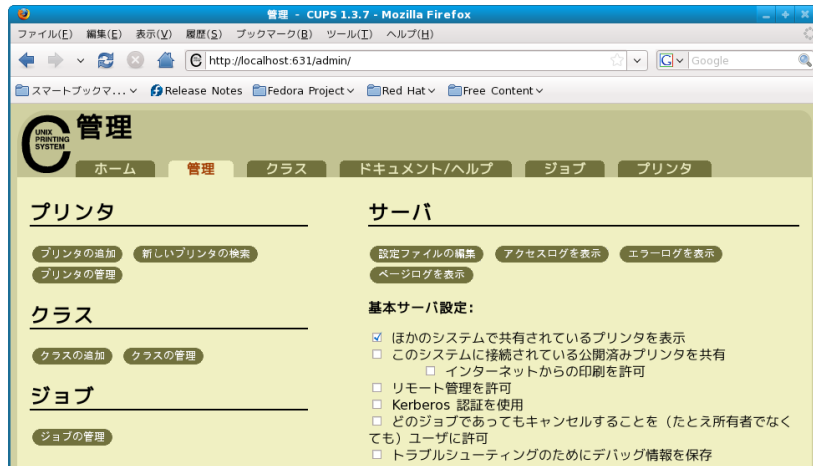 管理 - CUPS 1.3.7 - Mozilla Firefox
ファイル(F) 編集(E) 表示(V) 履歴(S) ブックマーク(B) ツール(T) ヘルプ(H)
http://localhost:631/admin/
Google
スマートブックマ... Release Notes Fedora Project Red Hat Free Content
UNIX
PRINTING
SYSTEM
管理
ホーム 管理 クラス ドキュメント/ヘルプ ジョブ プリンタ
プリンタ
プリンタの追加 新しいプリンタの検索
プリンタの管理
クラス
クラスの追加 クラスの管理
ジョブ
ジョブの管理
サーバ
設定ファイルの編集 アクセスログを表示 エラーログを表示
ページログを表示
基本サーバ設定:
ほかのシステムで共有されているプリンタを表示
このシステムに接続されている公開済みプリンタを共有
インターネットからの印刷を許可
リモート管理を許可
Kerberos 認証を使用
どのジョブであってもキャンセルすることを（たとえ所有者でなく
ても）ユーザに許可
トラブルシューティングのためにデバッグ情報を保存